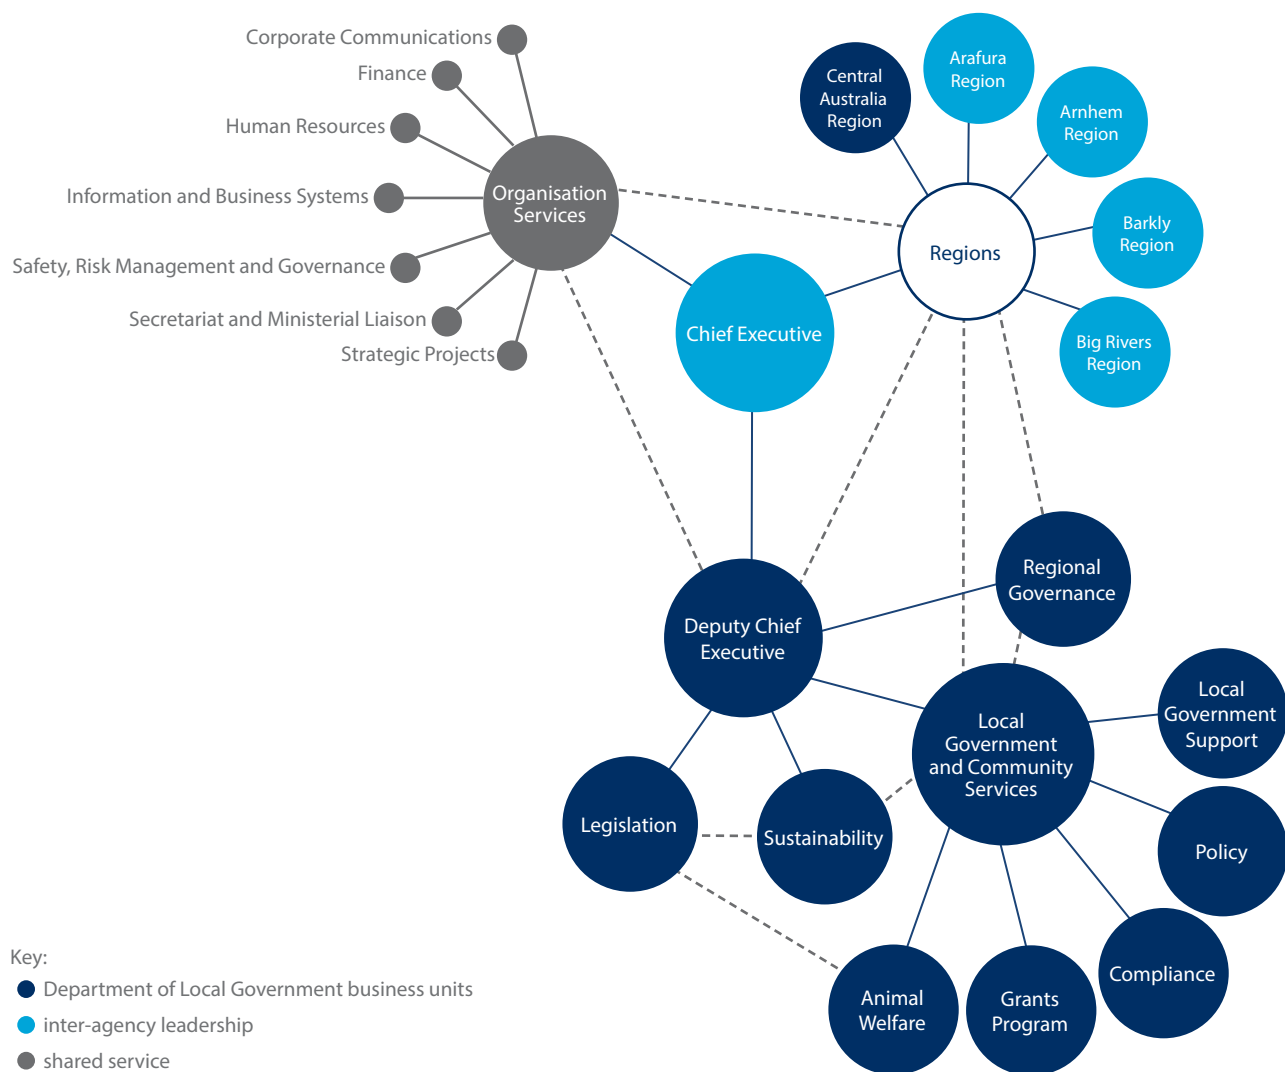 Corporate Communications
Finance
Human Resources
Information and Business Systems
Safety, Risk Management and Governance
Secretariat and Ministerial Liaison
Strategic Projects
Organisation
Services
Central
Australia
Region
Arafura
Region
Arnhem
Region
Barkly
Region
Big Rivers
Region
Regions
Chief Executive
Deputy Chief
Executive
Regional
Governance
Local
Government
and Community
Services
Local
Government
Support
Policy
Compliance
Grants
Program
Animal
Welfare
Legislation
Sustainability
Key:
Department of Local Government business units
inter-agency leadership
shared service